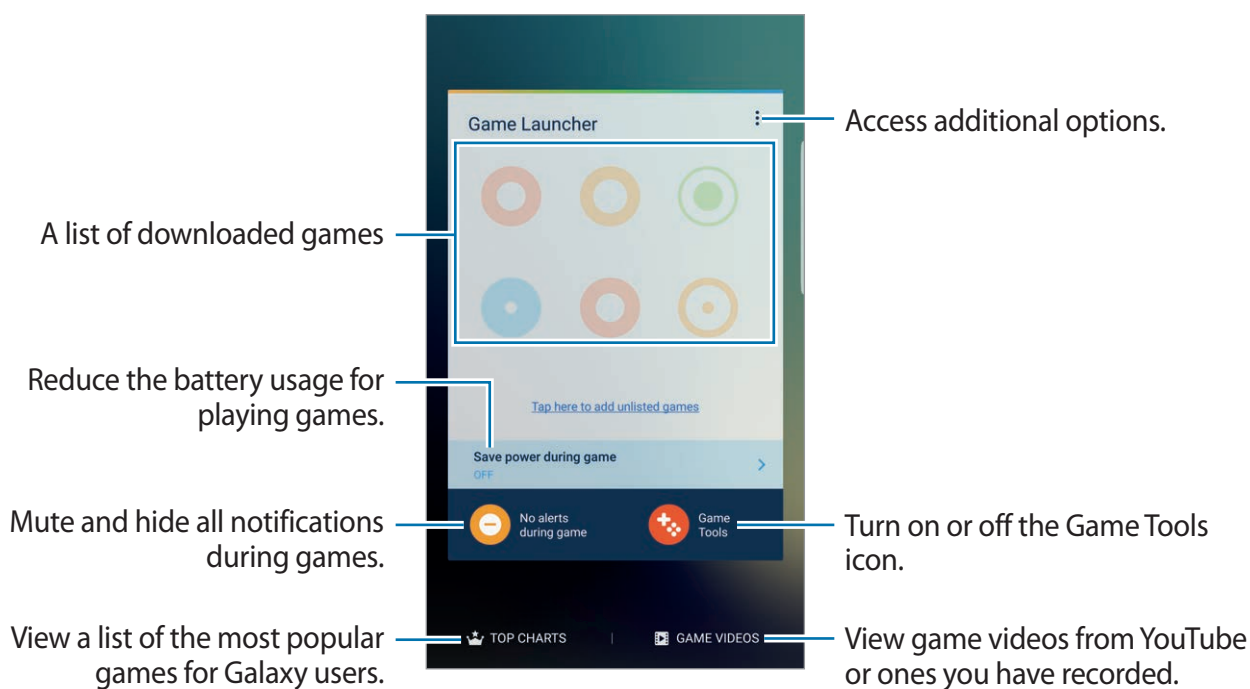 Game Launcher
Access additional options.
A list of downloaded games
Reduce the battery usage for
playing games.
Tap here to add unlisted games
Save power during game
OFF
Mute and hide all notifications
during games.
No alerts
during game
Game
Tools
Turn on or off the Game Tools
icon.
View a list of the most popular
games for Galaxy users.
TOP CHARTS
GAME VIDEOS
View game videos from YouTube
or ones you have recorded.